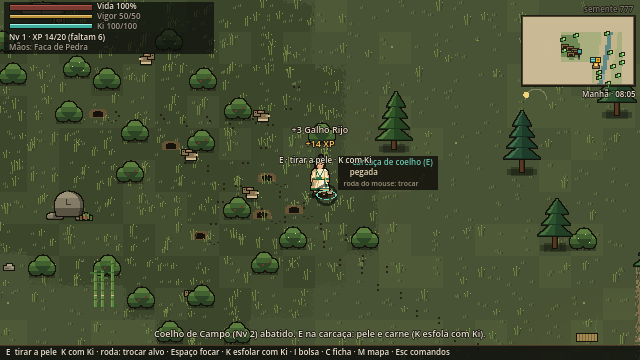 Vida 100%
Vigor 50/50
Ki 100/100
Nv 1 · XP 14/20 (faltam 6)
Mãos: Faca de Pedra
semente 777
Manhã · 08:05
+3 Galho Rijo
+14 XP
E · tirar a pele · K com Ki
de coelho (E)
pegada
roda do mouse: trocar
Coelho de Campo (Nv 2) abatido. E na carcaça: pele e carne (K esfola com Ki).
E tirar a pele K com Ki · roda: trocar alvo · Espaço focar · K esfolar com Ki · I bolsa · C ficha · M mapa · Esc comandos